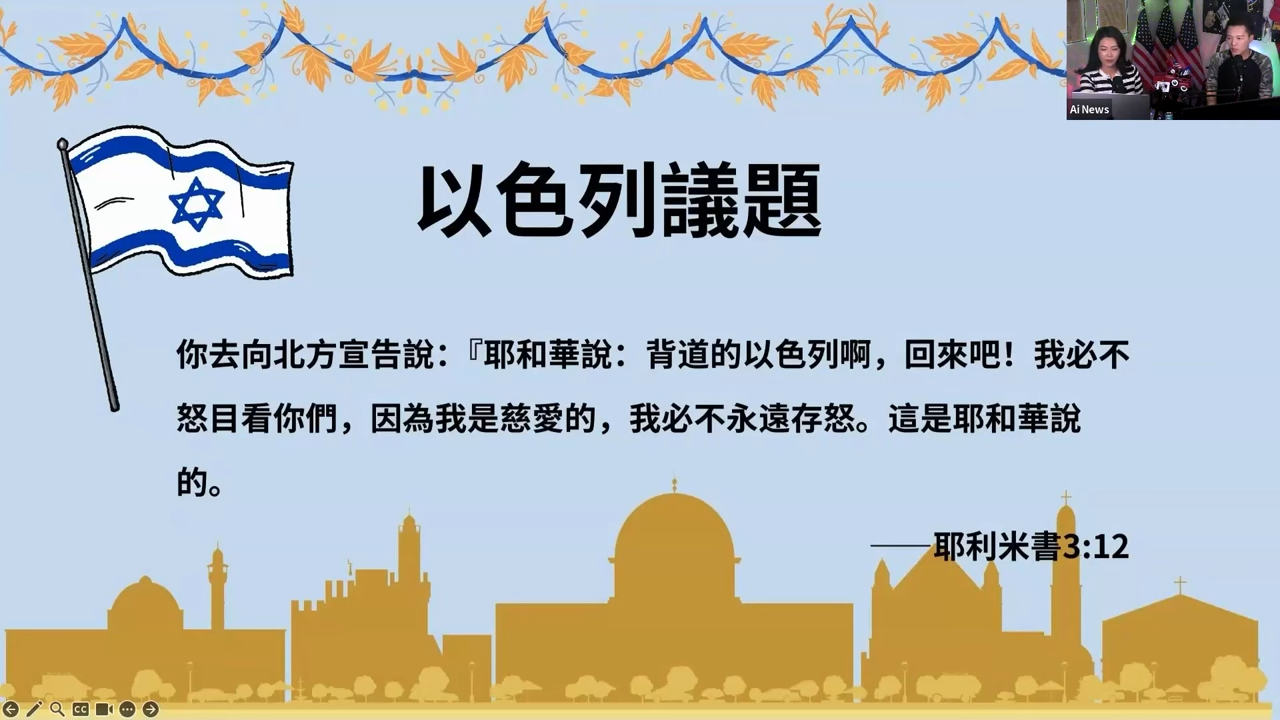 Ai News
以色列議題
你去向北方宣告說：『耶和華說：背道的以色列啊，回來吧！我必不
怒目看你們，因為我是慈愛的，我必不永遠存怒。這是耶和華說
的。
——耶利米書3:12
CC